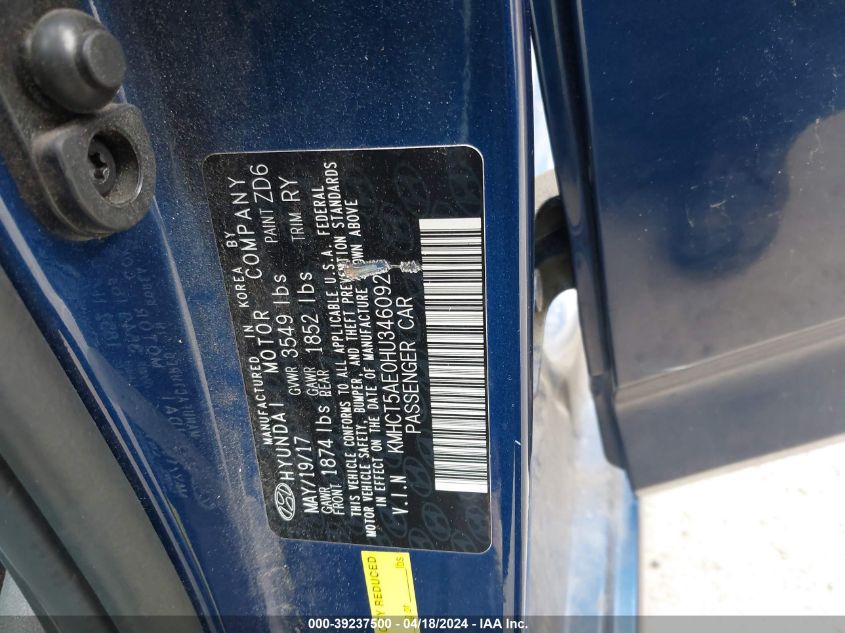 MANUFACTURED IN KOREA BY
HYUNDAI MOTOR COMPANY
MAY/19/17 GVWR 3549 lbs PAINT ZD6
GAWR FRONT 1874 lbs GAWR REAR 1852 lbs TRIM RY
THIS VEHICLE CONFORMS TO ALL APPLICABLE U.S.A. FEDERAL
MOTOR VEHICLE SAFETY, BUMPER, AND THEFT PREVENTION STANDARDS
IN EFFECT ON THE DATE OF MANUFACTURE SHOWN ABOVE
V.I.N KMHCT5AE0HU346092
PASSENGER CAR
REDUCED
lbs
000-39237500 - 04/18/2024 - IAA Inc.